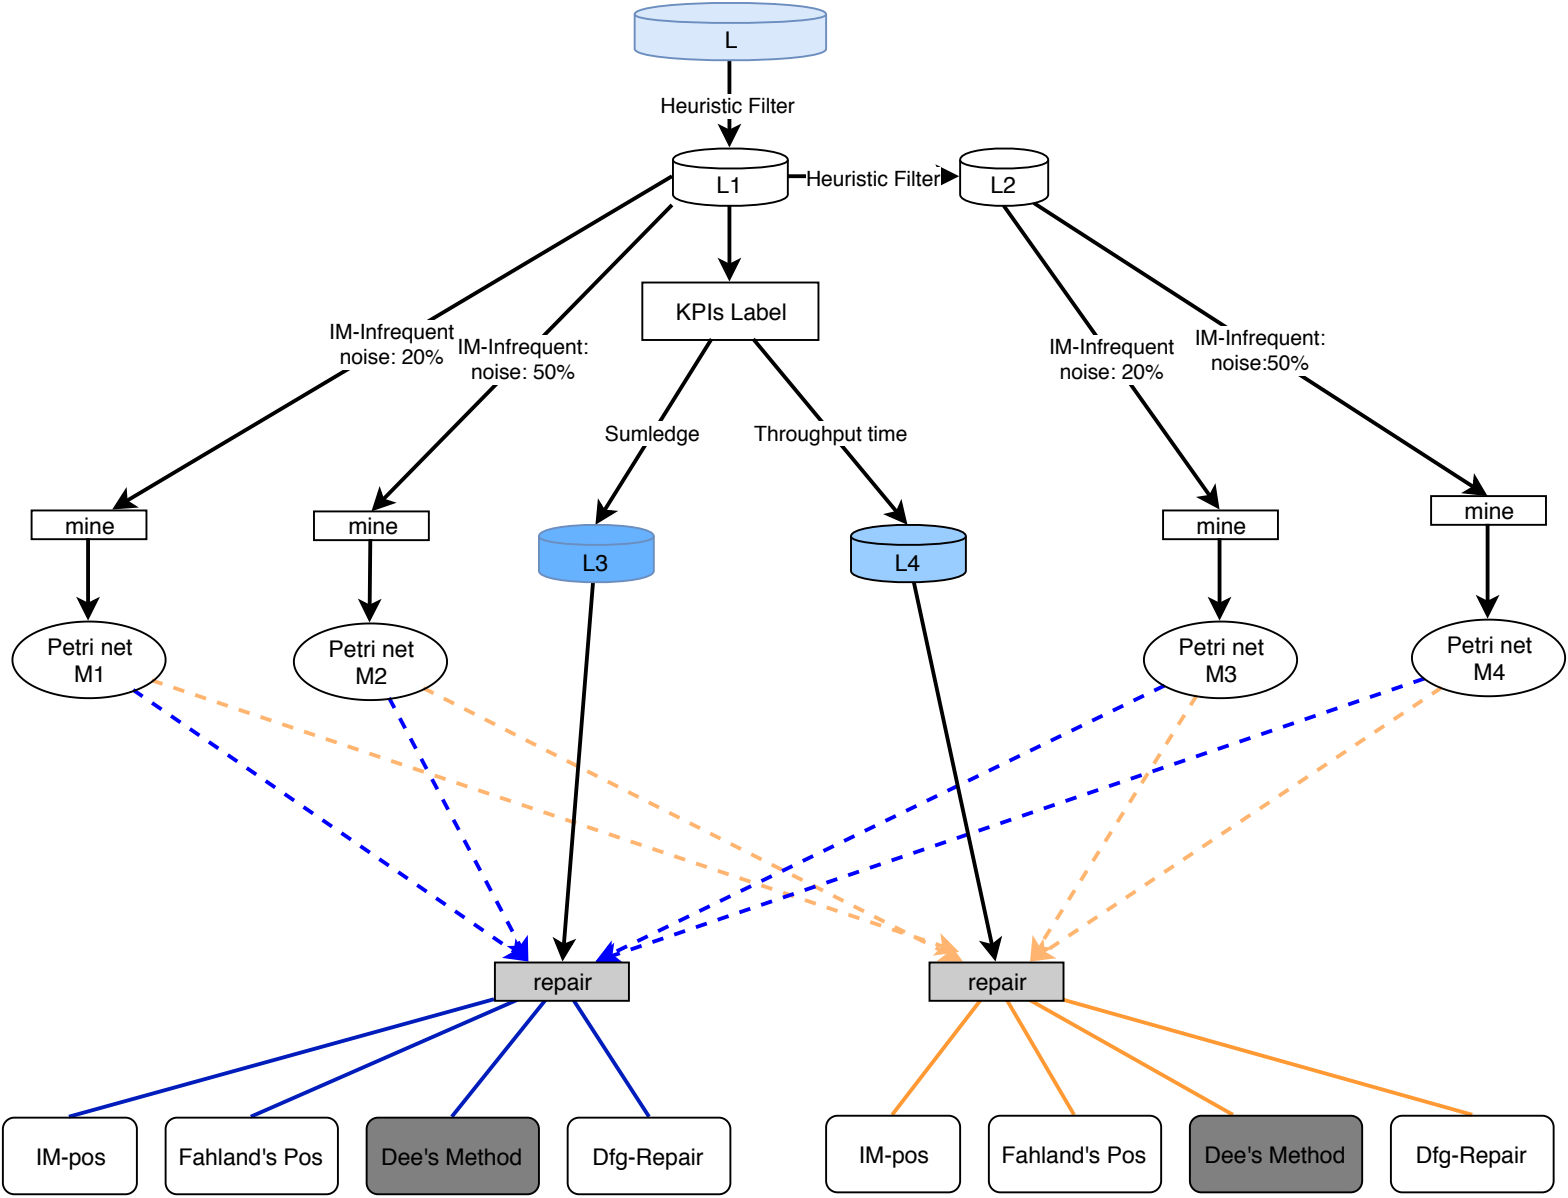 L
Heuristic Filter
L1
Heuristic Filter
L2
KPIs Label
IM-Infrequent
noise: 20%
IM-Infrequent:
noise: 50%
IM-Infrequent
noise: 20%
IM-Infrequent:
noise:50%
Sumledge
Throughput time
mine
mine
L3
L4
mine
mine
Petri net
M1
Petri net
M2
Petri net
M3
Petri net
M4
repair
repair
IM-pos
Fahland's Pos
Dee's Method
Dfg-Repair
IM-pos
Fahland's Pos
Dee's Method
Dfg-Repair